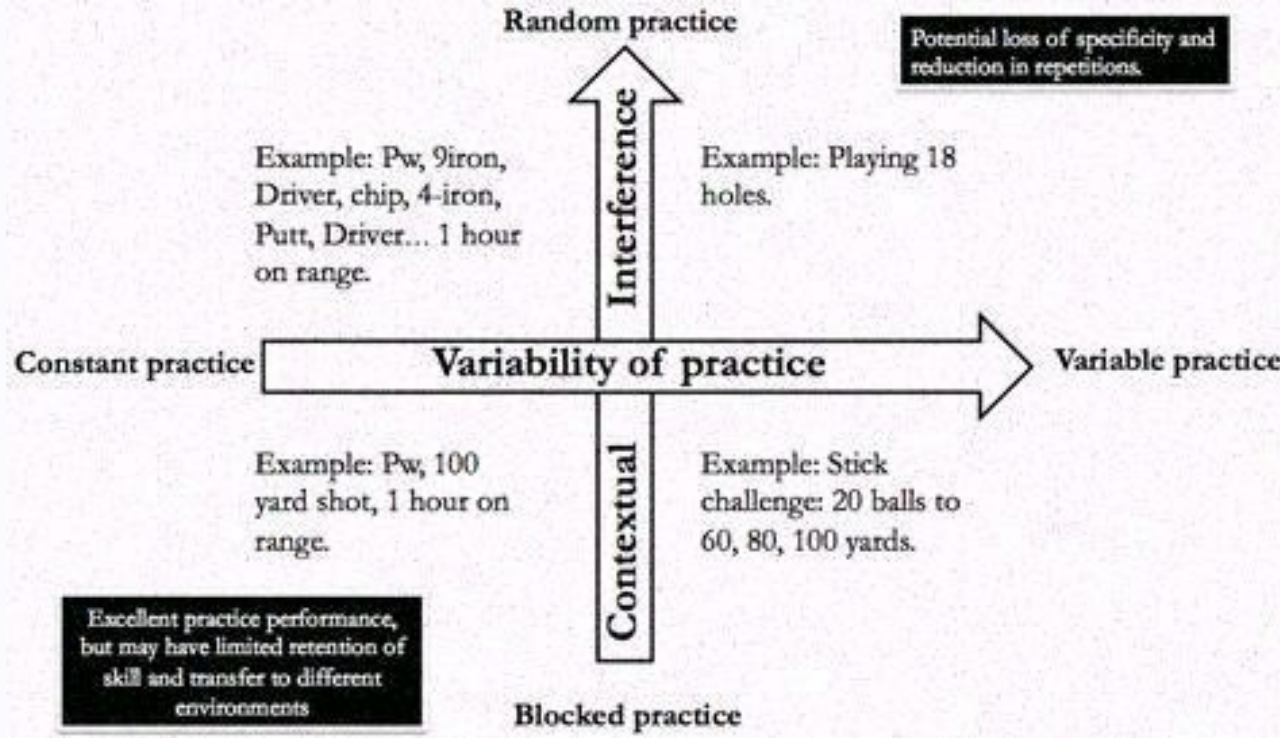 Random practice
Potential loss of specificity and
reduction in repetitions.
Example: Pw, 9iron,
Driver, chip, 4-iron,
Putt, Driver... 1 hour
on range.
Interference
Example: Playing 18
holes.
Constant practice
Variability of practice
Variable practice
Example: Pw, 100
yard shot, 1 hour on
range.
Contextual
Example: Stick
challenge: 20 balls to
60, 80, 100 yards.
Excellent practice performance,
but may have limited retention of
skill and transfer to different
environments
Blocked practice